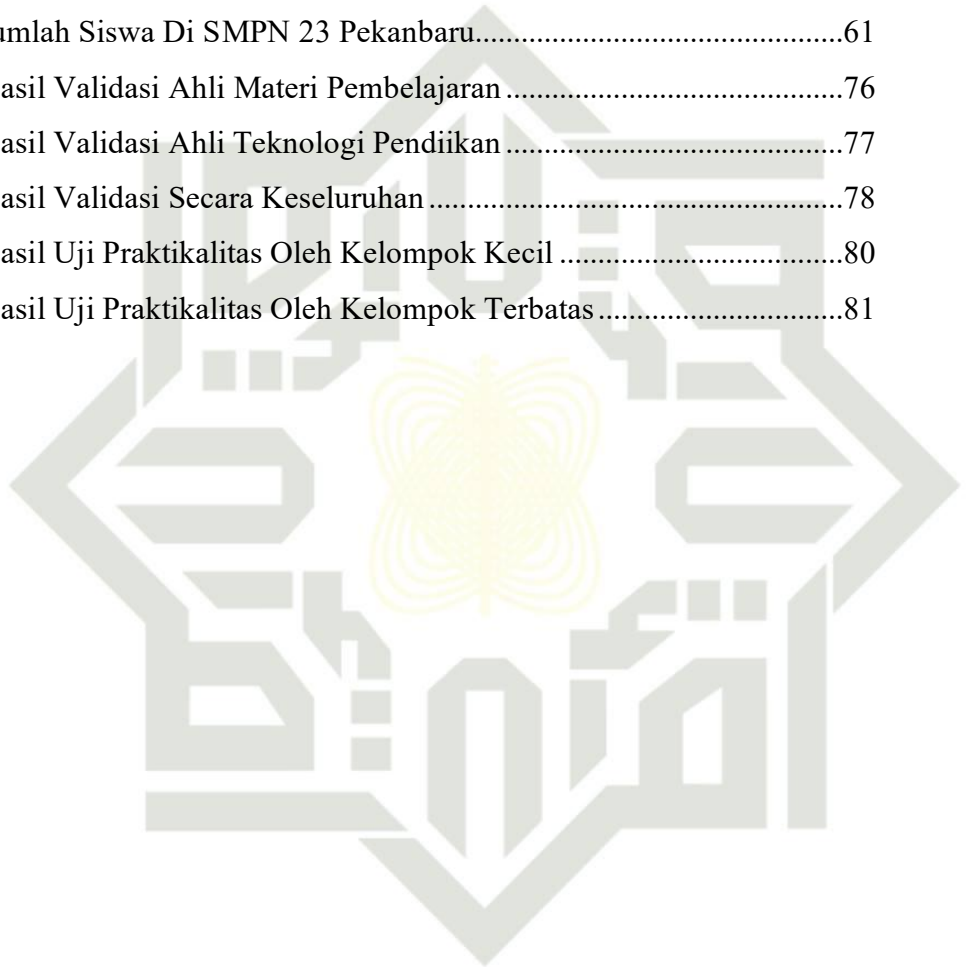 umlah Siswa Di SMPN 23 Pekanbaru............................................61
asil Validasi Ahli Materi Pembelajaran........................................76
asil Validasi Ahli Teknologi Pendiikan........................................77
asil Validasi Secara Keseluruhan.................................................78
asil Uji Praktikalitas Oleh Kelompok Kecil..................................80
asil Uji Praktikalitas Oleh Kelompok Terbatas.............................81